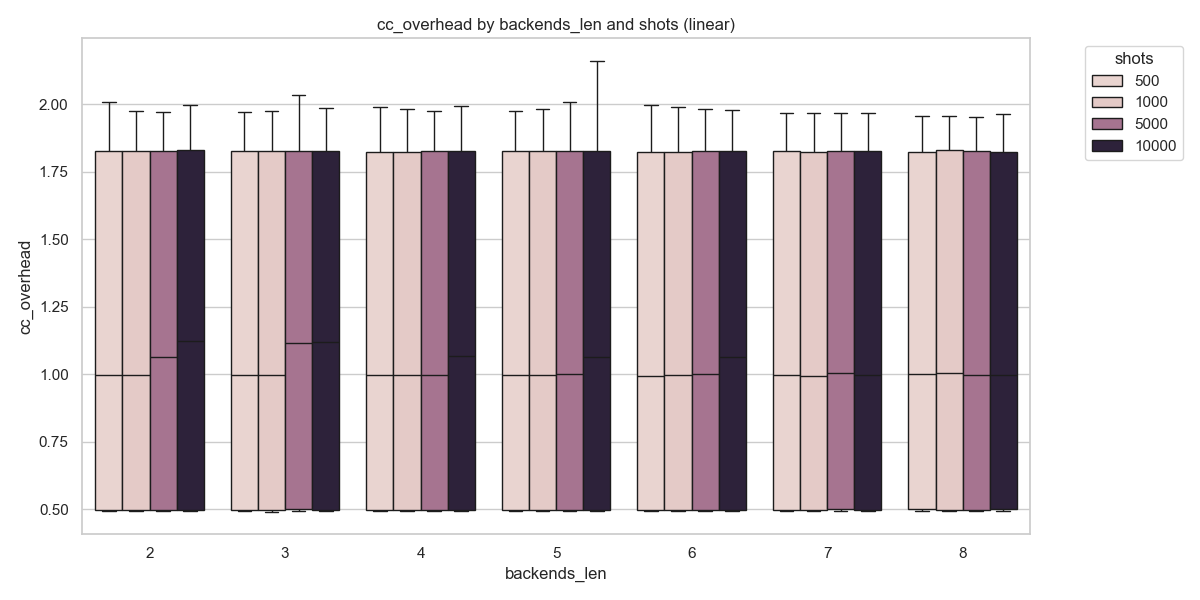 cc_overhead by backends_len and shots (linear)
shots
500
1000
5000
10000
cc_overhead
2.00
1.75
1.50
1.25
1.00
0.75
0.50
2 3 4 5 6 7 8
backends_len